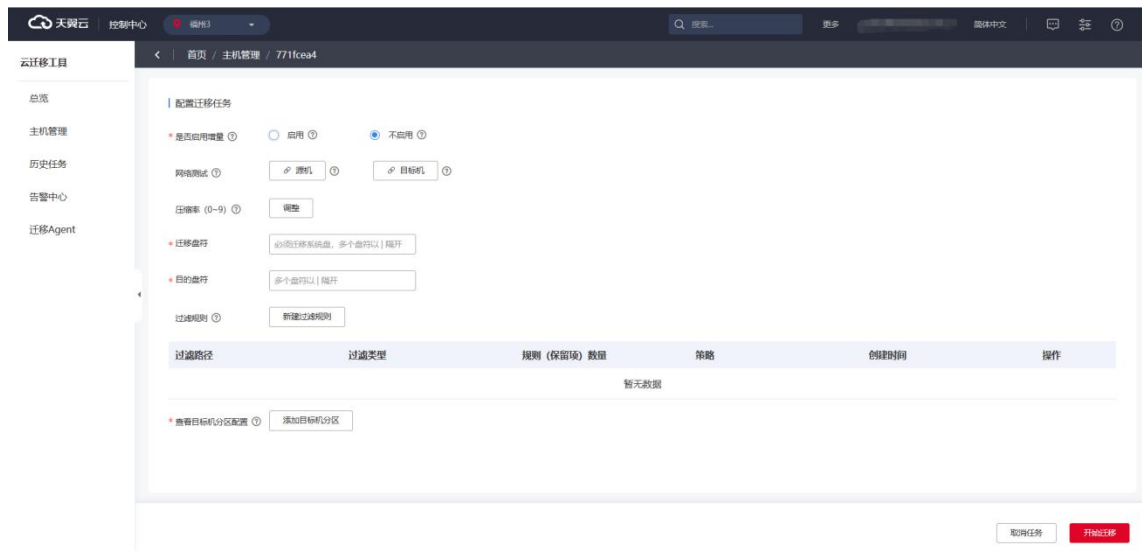 天翼云 控制中心 福州3 搜索... 更多 简体中文
云迁移工具
总览
主机管理
历史任务
告警中心
迁移Agent
首页 / 主机管理 / 771fcea4
配置迁移任务
* 是否启用增量 启用 不启用
网络测试 源机 目标机
压缩率 (0~9) 调整
* 迁移盘符 必须迁移系统盘，多个盘符以 | 隔开
* 目的盘符 多个盘符以 | 隔开
过滤规则 新建过滤规则
过滤路径 过滤类型 规则（保留项）数量 策略 创建时间 操作
暂无数据
* 查看目标机分区配置 添加目标机分区
取消任务 开始迁移